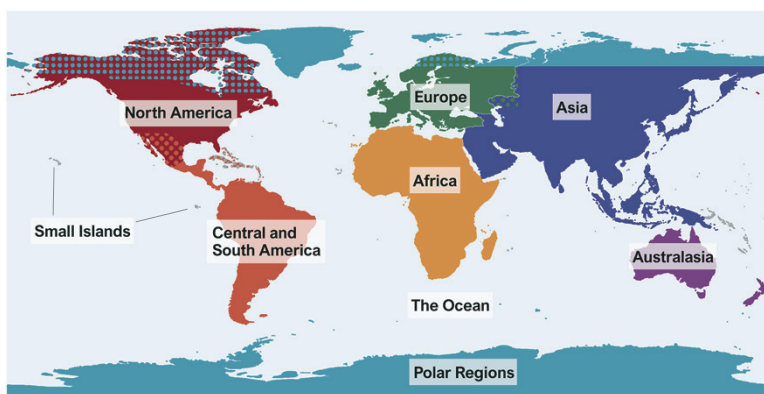 North America
Europe
Asia
Africa
Small Islands
Central and
South America
Australasia
The Ocean
Polar Regions